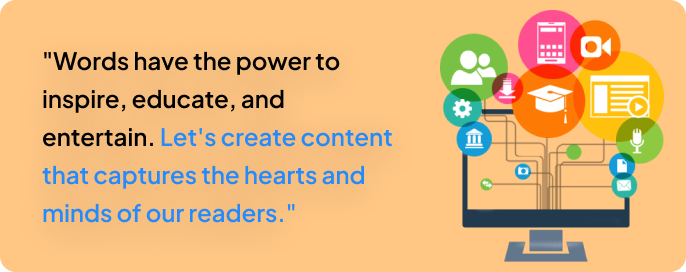 "Words have the power to
inspire, educate, and
entertain. Let's create content
that captures the hearts and
minds of our readers."